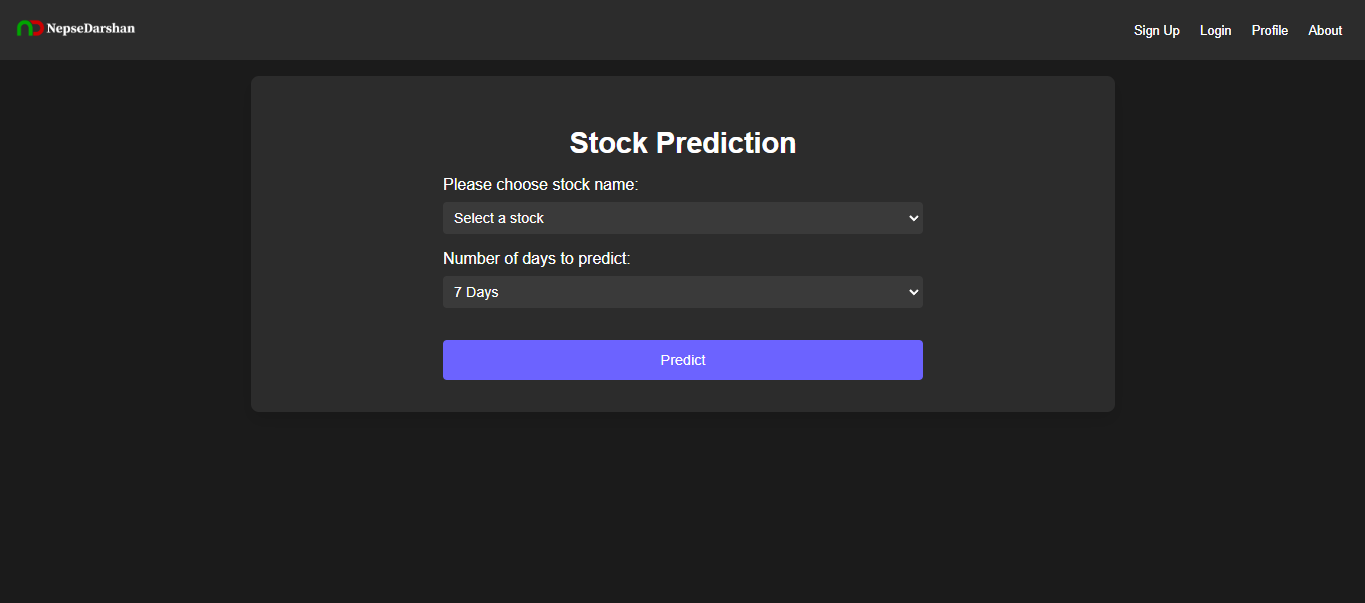 NepseDarshan
Sign Up Login Profile About
Stock Prediction
Please choose stock name:
Select a stock
Number of days to predict:
7 Days
Predict